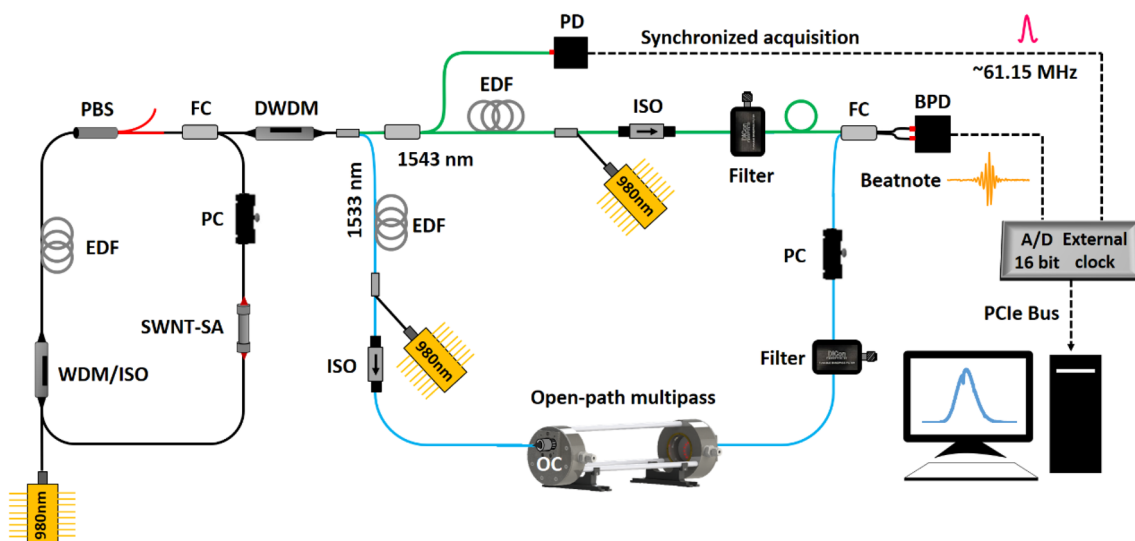 PD
Synchronized acquisition
~61.15 MHz
EDF
PBS
FC
DWDM
ISO
FC
BPD
1543 nm
Filter
980nm
Beatnote
1533 nm
EDF
PC
PC
A/D
16 bit
External
clock
EDF
SWNT-SA
PCIe Bus
WDM/ISO
ISO
980nm
Filter
Open-path multipass
OC
980nm